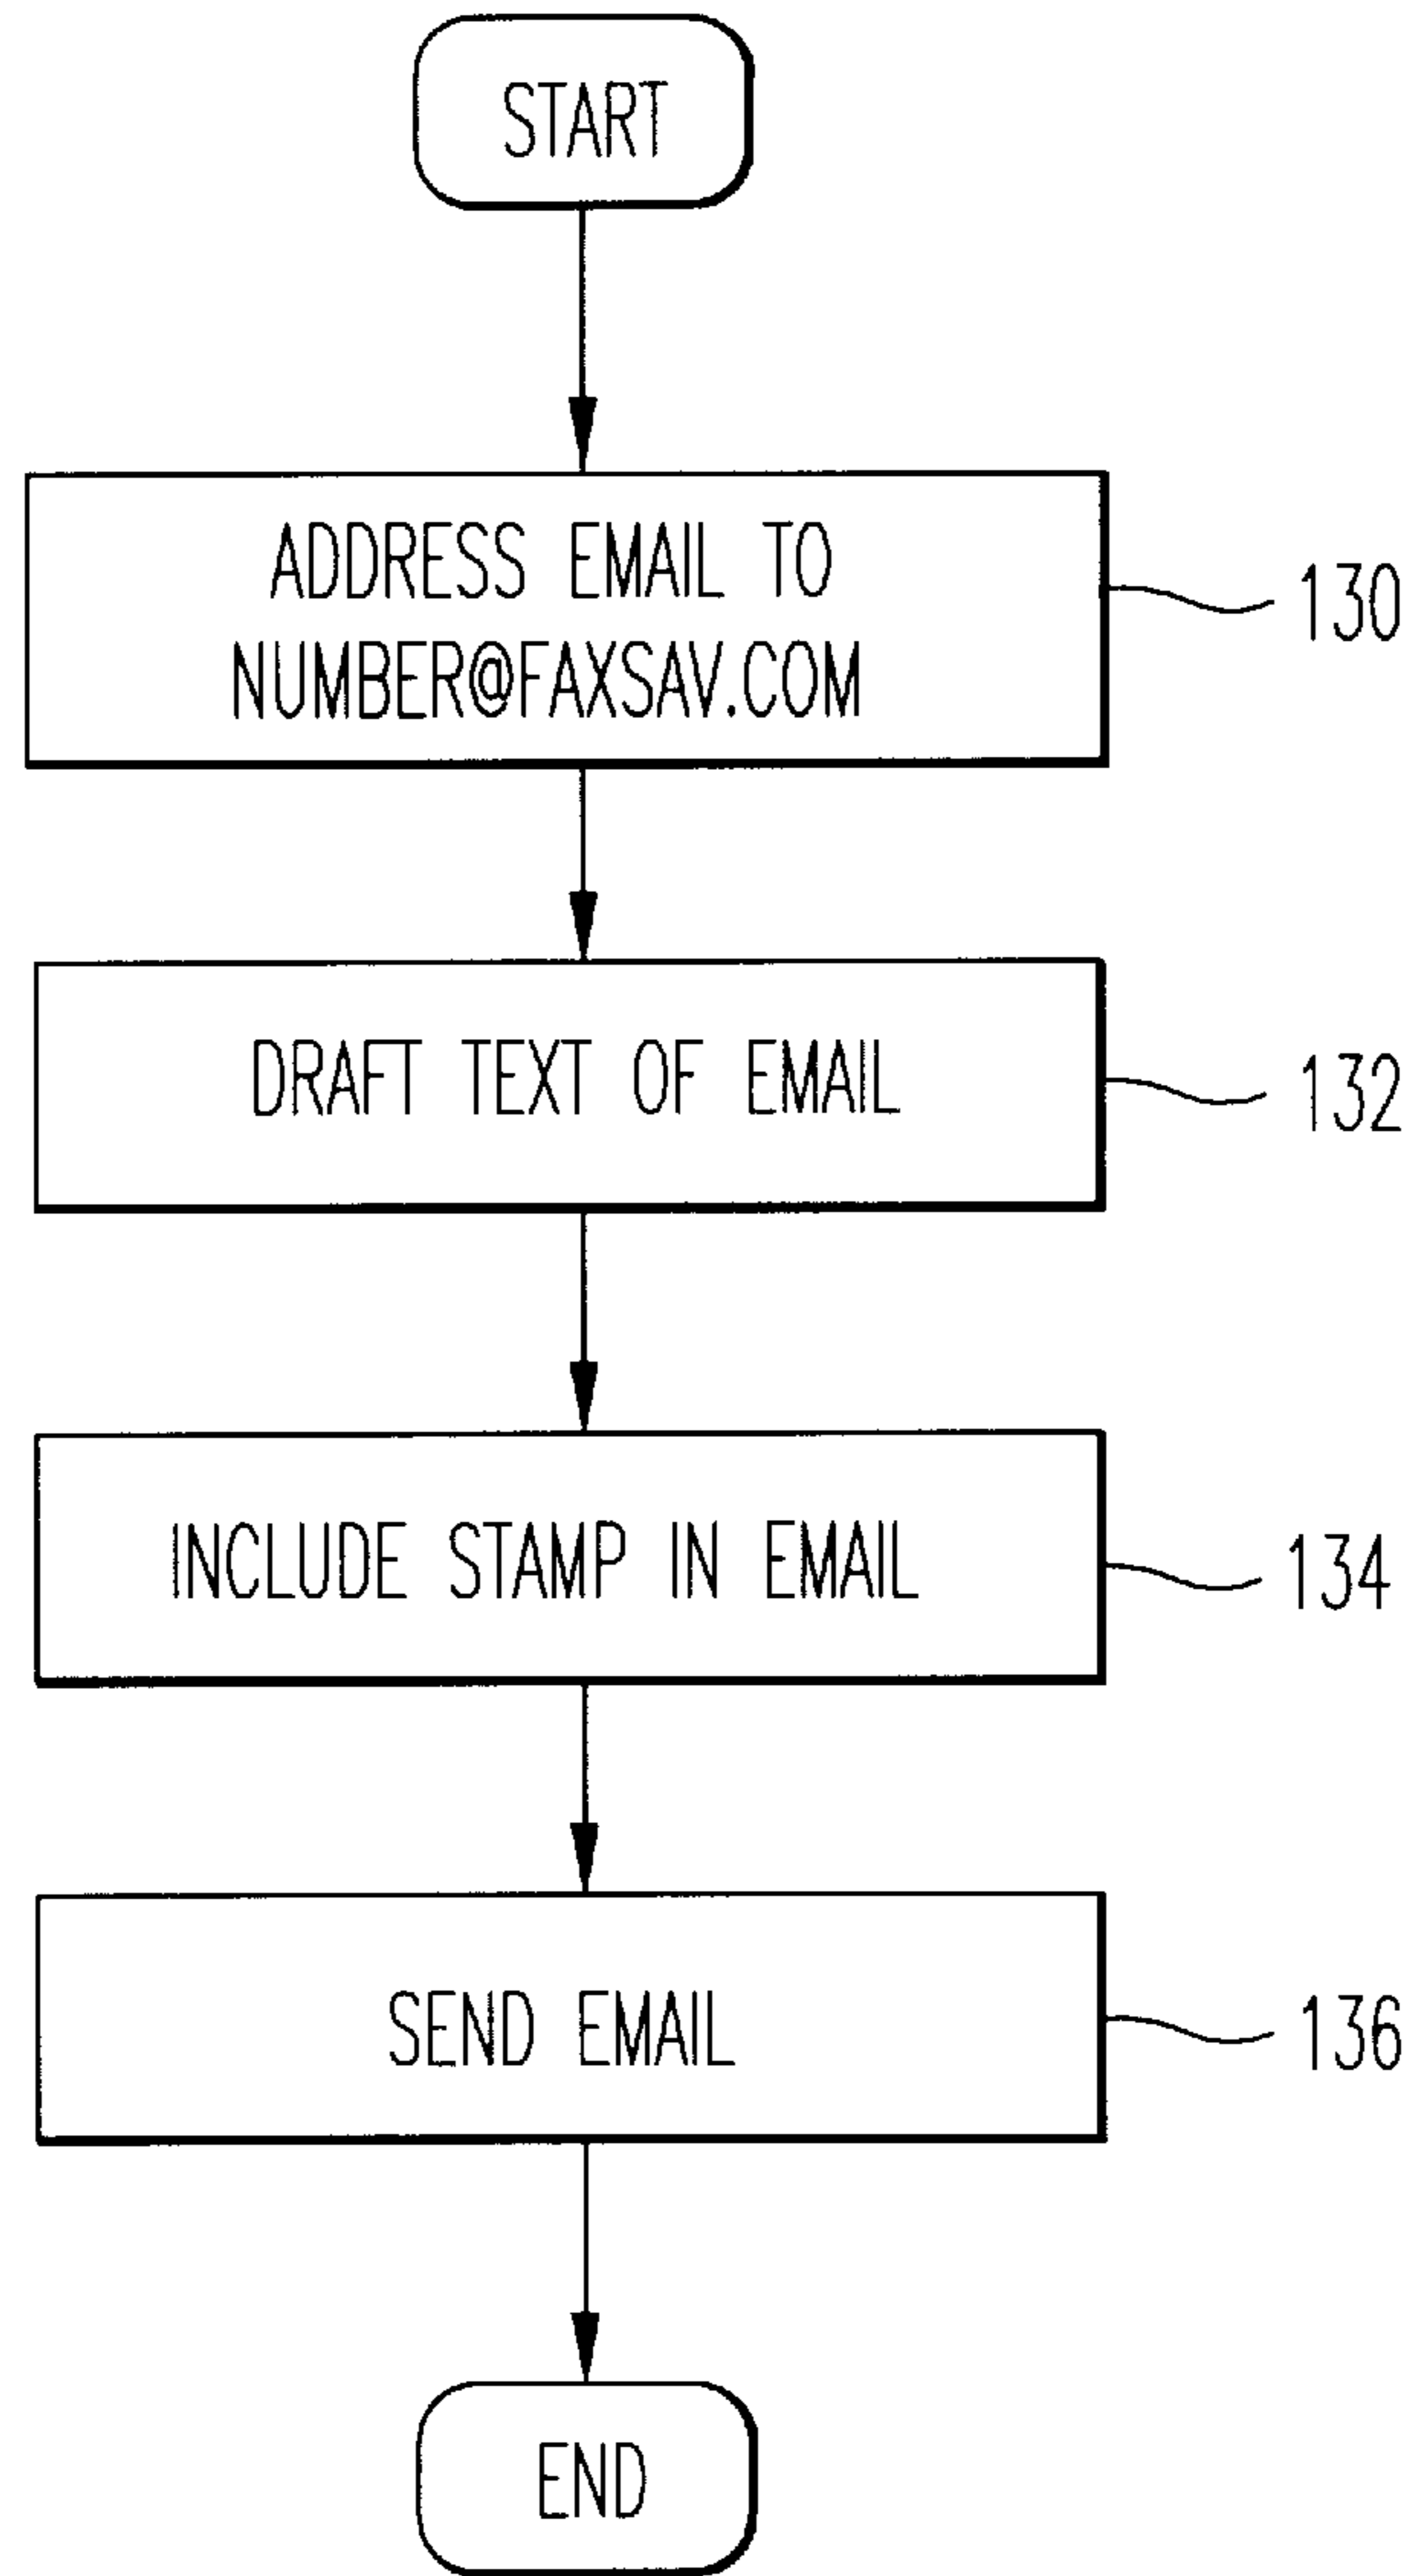 START
ADDRESS EMAIL TO
NUMBER@FAXSAV.COM
130
DRAFT TEXT OF EMAIL
132
INCLUDE STAMP IN EMAIL
134
SEND EMAIL
136
END